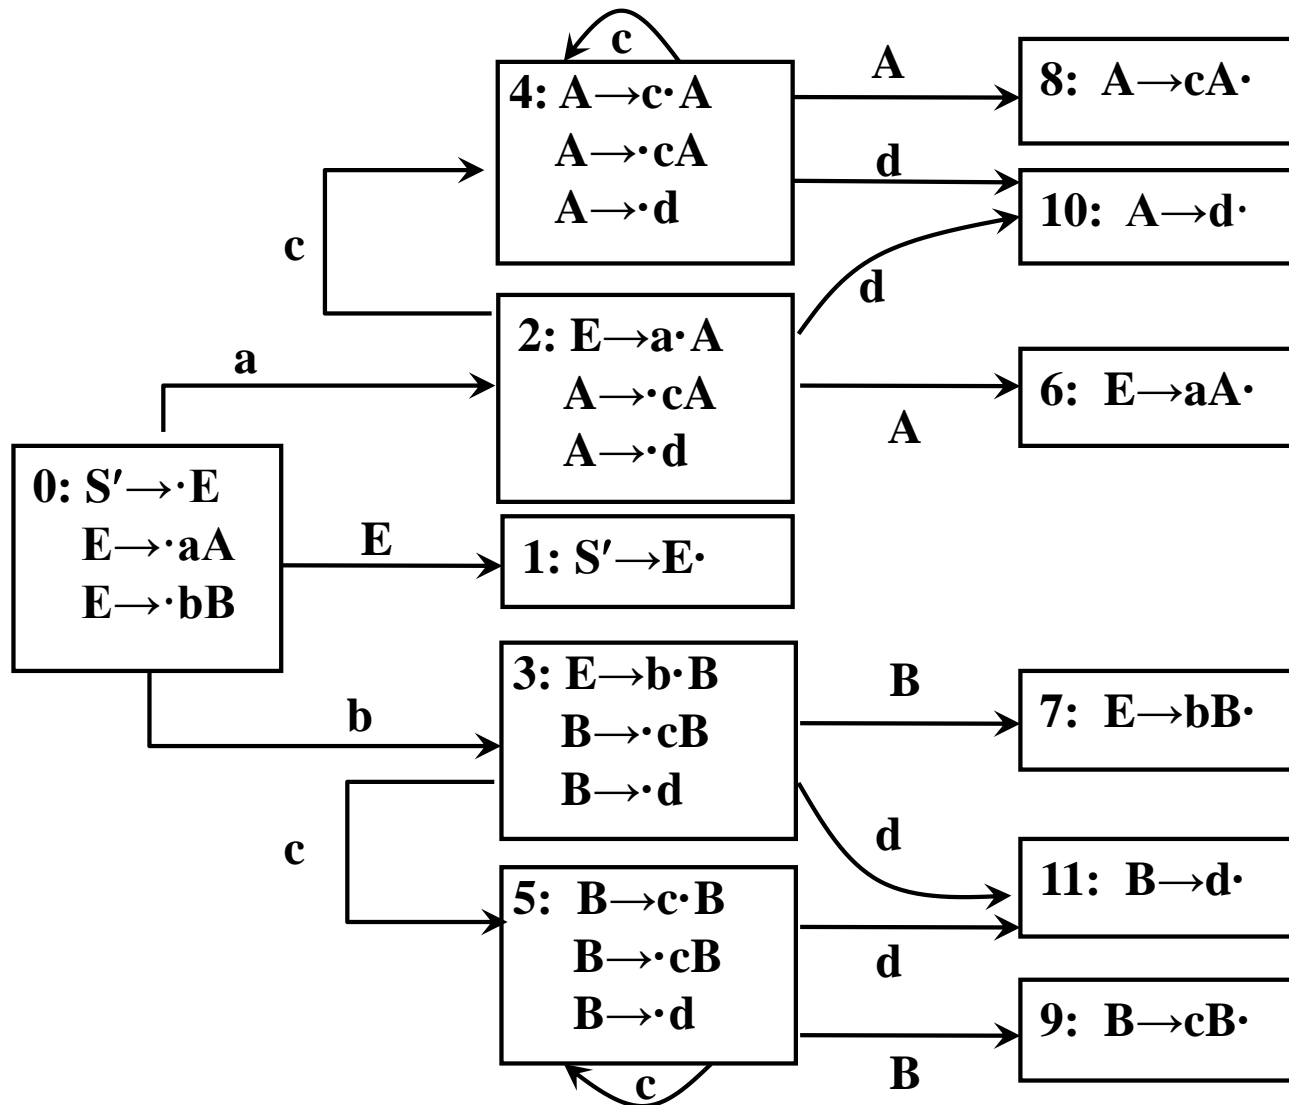 c
4: A→c·A
A→·cA
A→·d
A
8: A→cA·
d
10: A→d·
c
d
2: E→a·A
A→·cA
A→·d
a
6: E→aA·
A
0: S′→·E
E→·aA
E→·bB
E
1: S′→E·
b
3: E→b·B
B→·cB
B→·d
B
7: E→bB·
c
d
11: B→d·
5: B→c·B
B→·cB
B→·d
d
9: B→cB·
B
c